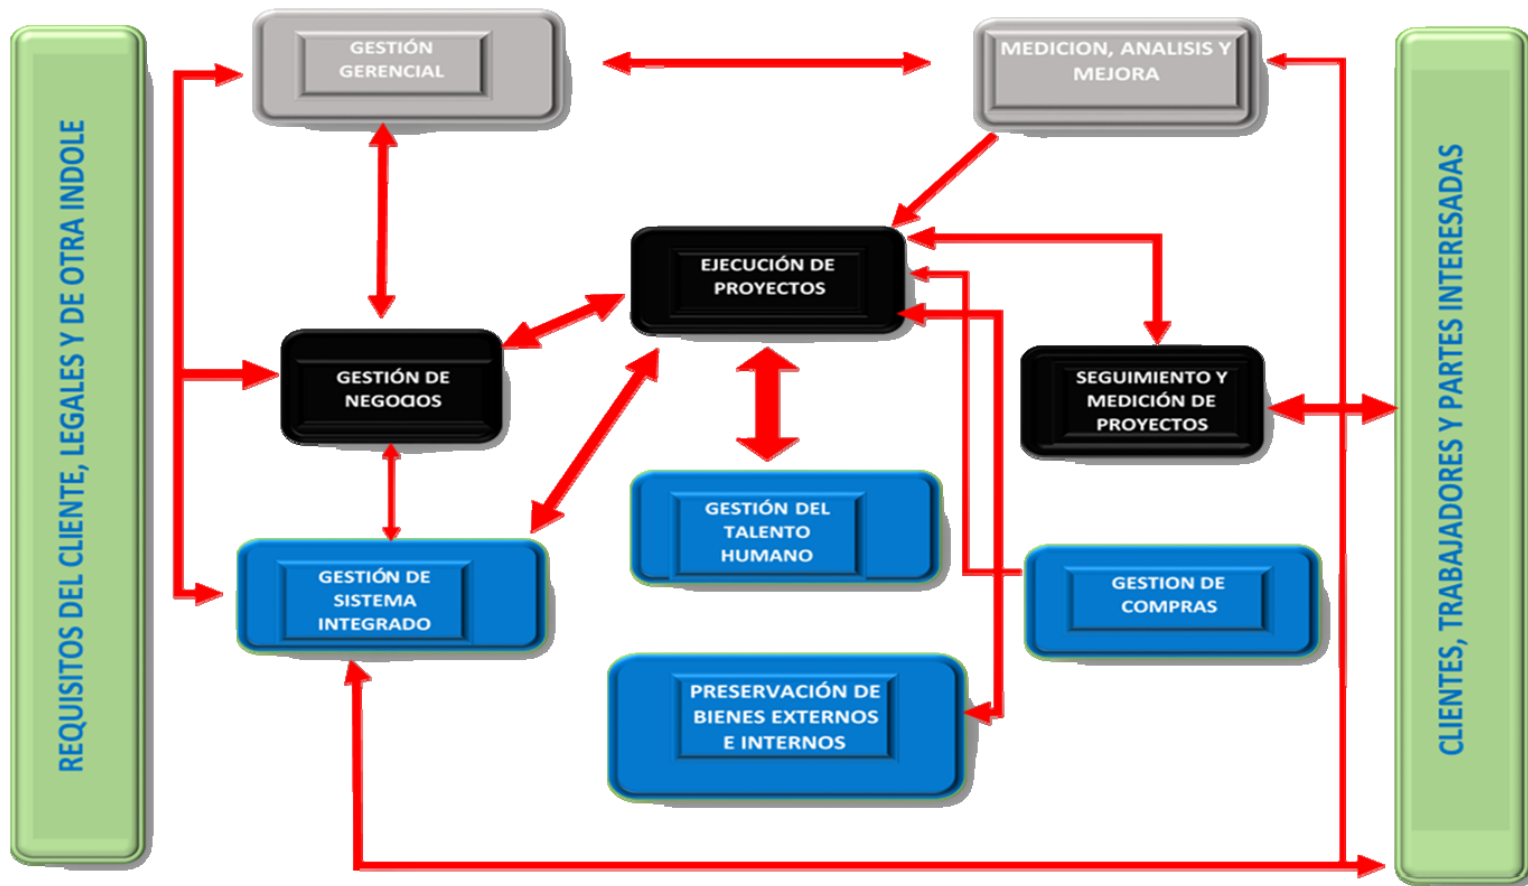 REQUISITOS DEL CLIENTE, LEGALES Y DE OTRA INDOLE
GESTIÓN
GERENCIAL
MEDICION, ANALISIS Y
MEJORA
EJECUCIÓN DE
PROYECTOS
GESTIÓN DE
NEGOCIOS
SEGUIMIENTO Y
MEDICIÓN DE
PROYECTOS
GESTIÓN DEL
TALENTO
HUMANO
GESTIÓN DE
SISTEMA
INTEGRADO
GESTION DE
COMPRAS
PRESERVACIÓN DE
BIENES EXTERNOS
E INTERNOS
CLIENTES, TRABAJADORES Y PARTES INTERESADAS